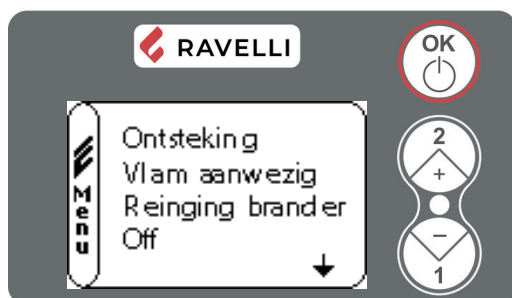 RAVELLI
OK
Menu
Ontsteking
Vlam aanwezig
Reinging brander
Off
2
+
−
1